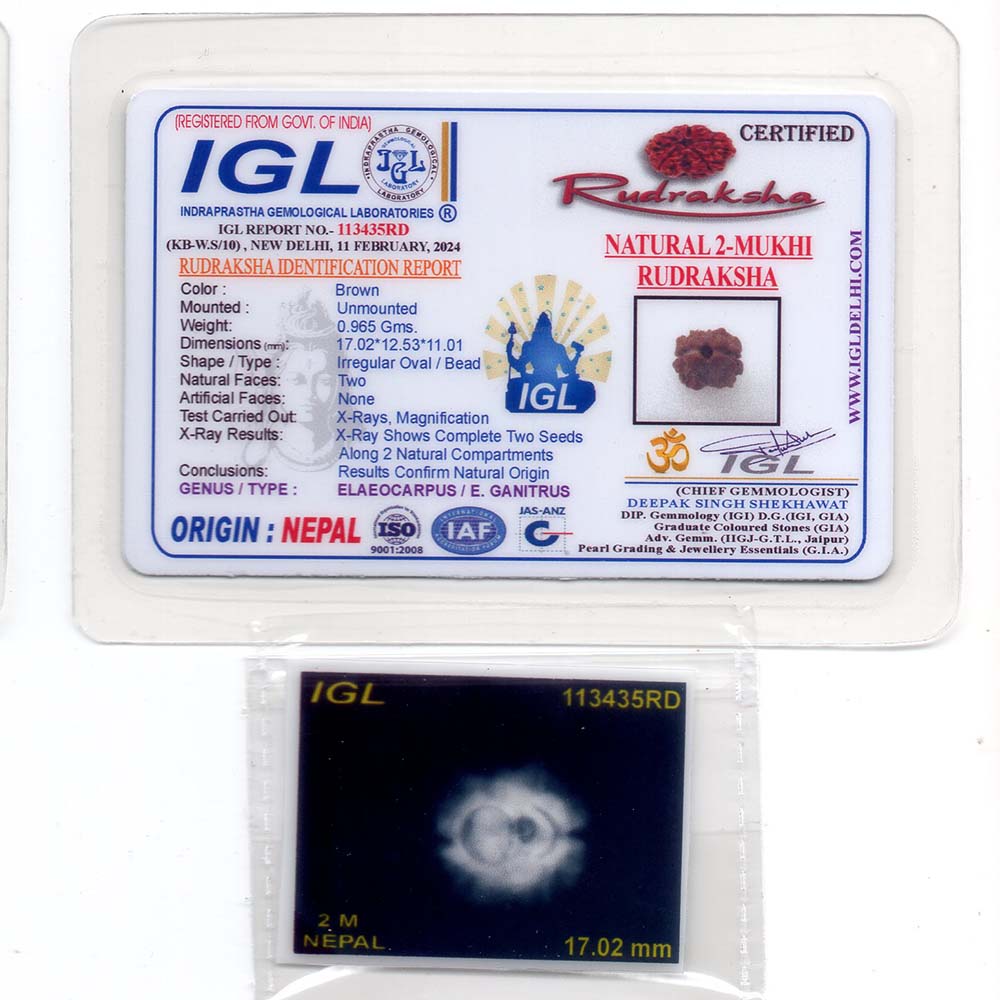 (REGISTERED FROM GOVT. OF INDIA)
IGL
INDRAPRASTHA GEMOLOGICAL LABORATORY
JGL
INDRAPRASTHA GEMOLOGICAL LABORATORIES ®
IGL REPORT NO.- 113435RD
(KB-W.S/10) , NEW DELHI, 11 FEBRUARY, 2024
RUDRAKSHA IDENTIFICATION REPORT
Color : Brown
Mounted : Unmounted
Weight: 0.965 Gms.
Dimensions (mm): 17.02*12.53*11.01
Shape / Type : Irregular Oval / Bead
Natural Faces: Two
Artificial Faces: None
Test Carried Out: X-Rays, Magnification
X-Ray Results: X-Ray Shows Complete Two Seeds
Along 2 Natural Compartments
Conclusions: Results Confirm Natural Origin
GENUS / TYPE : ELAEOCARPUS / E. GANITRUS
ORIGIN : NEPAL
ISO
9001:2008
IAF
JAS-ANZ
IGL
CERTIFIED
Rudraksha
NATURAL 2-MUKHI
RUDRAKSHA
WWW.IGLDELHI.COM
ॐ
IGL
(CHIEF GEMMOLOGIST)
DEEPAK SINGH SHEKHAWAT
DIP. Gemmology (IGI) D.G.(IGI, GIA)
Graduate Coloured Stones (GIA)
Adv. Gemm. (IIGJ-G.T.L., Jaipur)
Pearl Grading & Jewellery Essentials (G.I.A.)
IGL 113435RD
2 M
NEPAL 17.02 mm